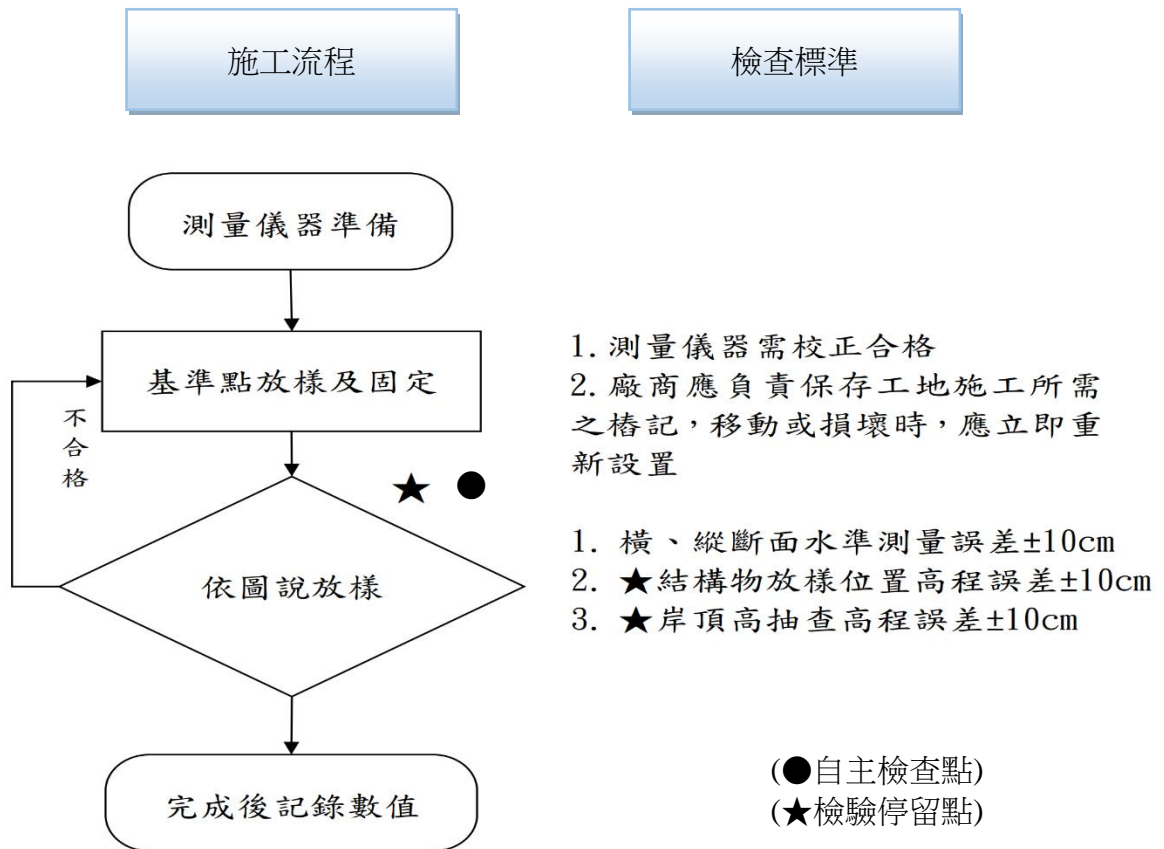 施工流程
檢查標準
測量儀器準備
基準點放樣及固定
不
合
格
1. 測量儀器需校正合格
2. 廠商應負責保存工地施工所需
之樁記，移動或損壞時，應立即重
新設置
★ ●
依圖說放樣
1. 橫、縱斷面水準測量誤差±10cm
2. ★結構物放樣位置高程誤差±10cm
3. ★岸頂高抽查高程誤差±10cm
完成後記錄數值
(●自主檢查點)
(★檢驗停留點)